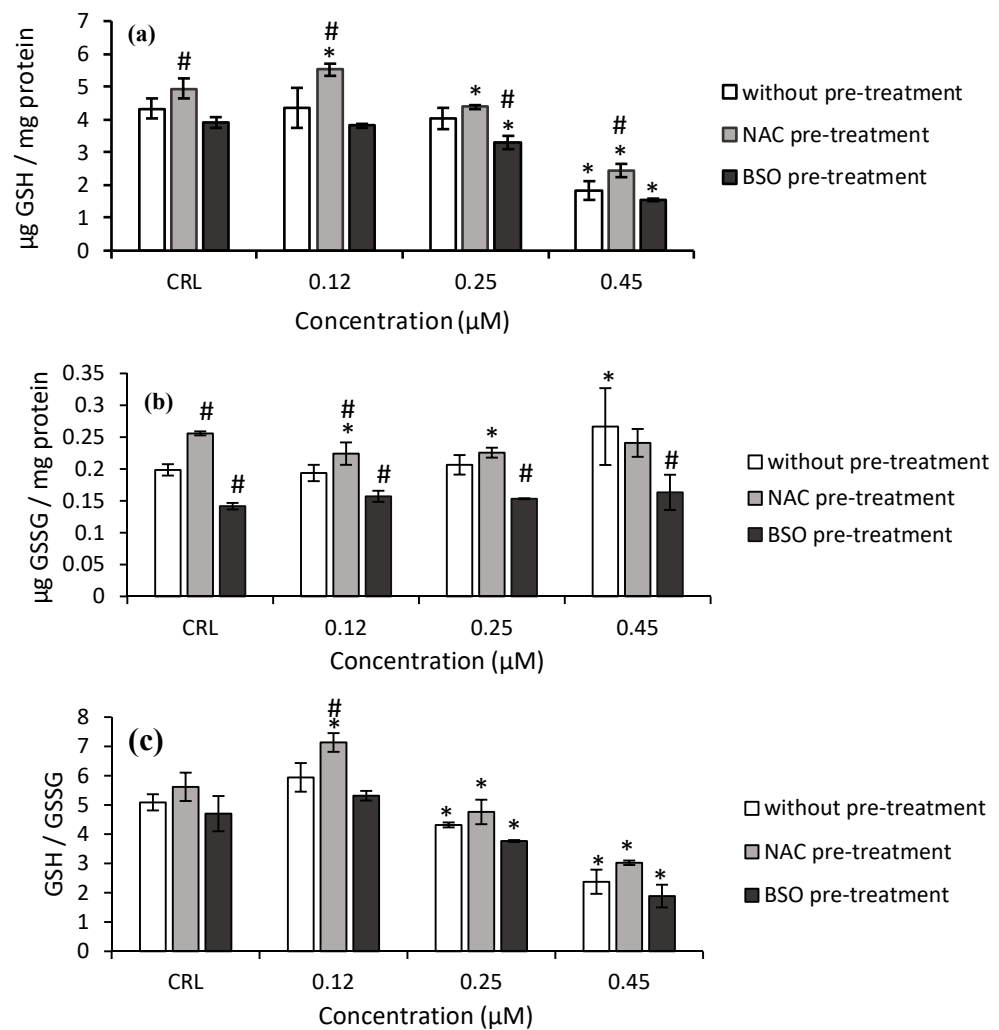 (a)
µg GSH / mg protein
7
6
5
4
3
2
1
0
# # * * # * * # * *
CRL 0.12 0.25 0.45
Concentration (µM)
without pre-treatment
NAC pre-treatment
BSO pre-treatment
(b)
µg GSSG / mg protein
0.35
0.3
0.25
0.2
0.15
0.1
0.05
0
# # # * # * # * #
CRL 0.12 0.25 0.45
Concentration (µM)
without pre-treatment
NAC pre-treatment
BSO pre-treatment
(c)
GSH / GSSG
8
7
6
5
4
3
2
1
0
# * * * * * * *
CRL 0.12 0.25 0.45
Concentration (µM)
without pre-treatment
NAC pre-treatment
BSO pre-treatment